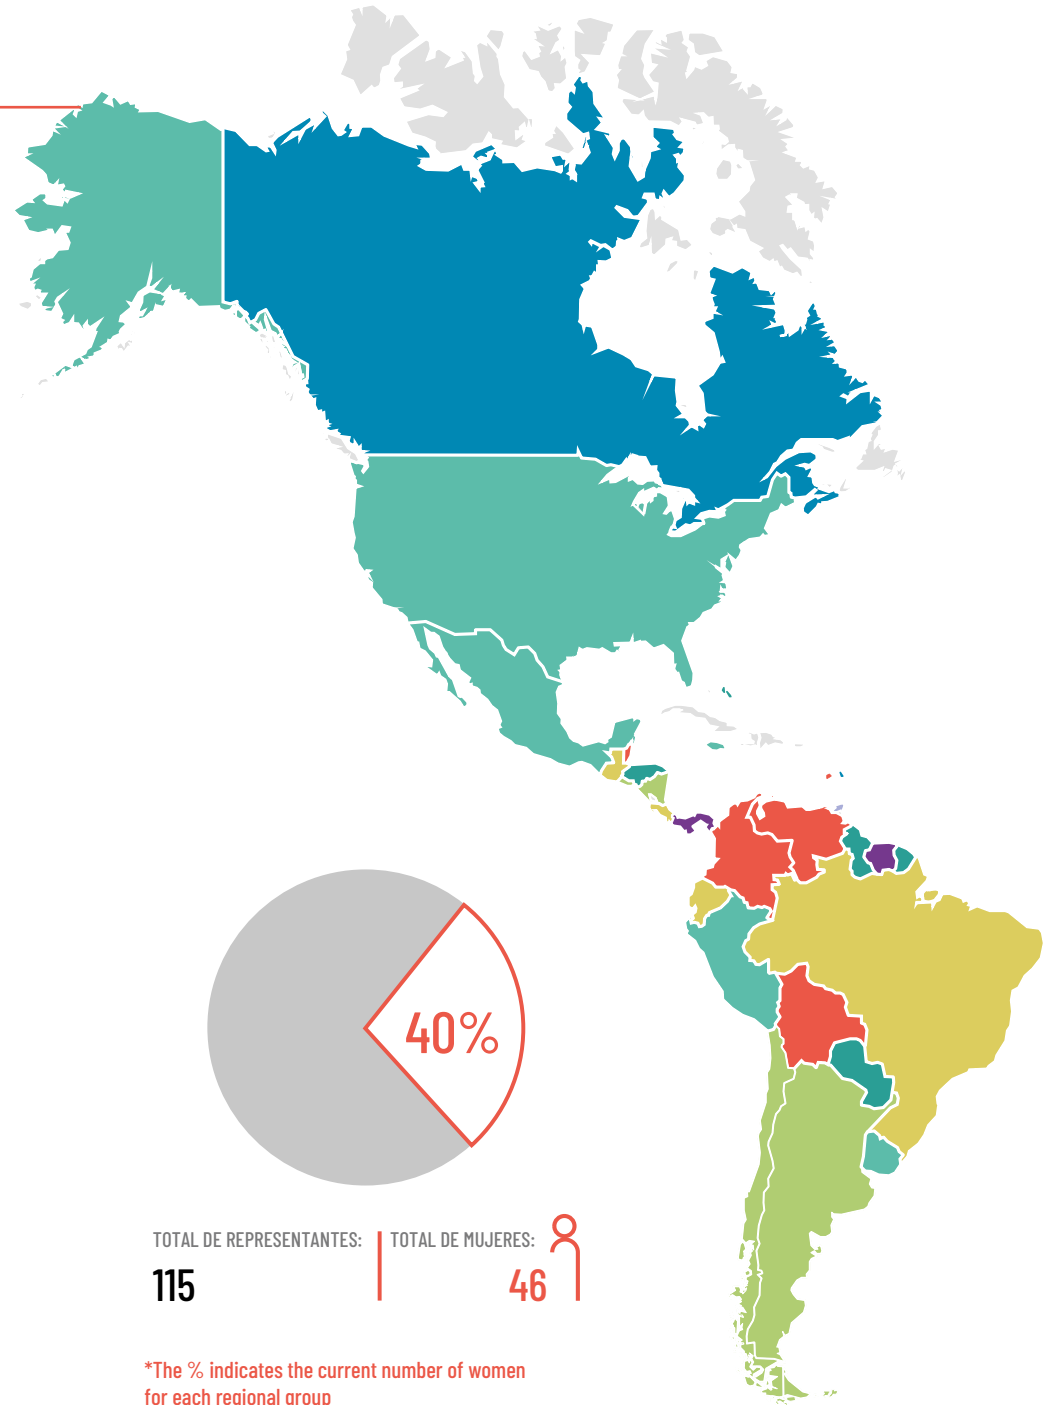 40%
TOTAL DE REPRESENTANTES:
115
TOTAL DE MUJERES:
46
*The % indicates the current number of women
for each regional group